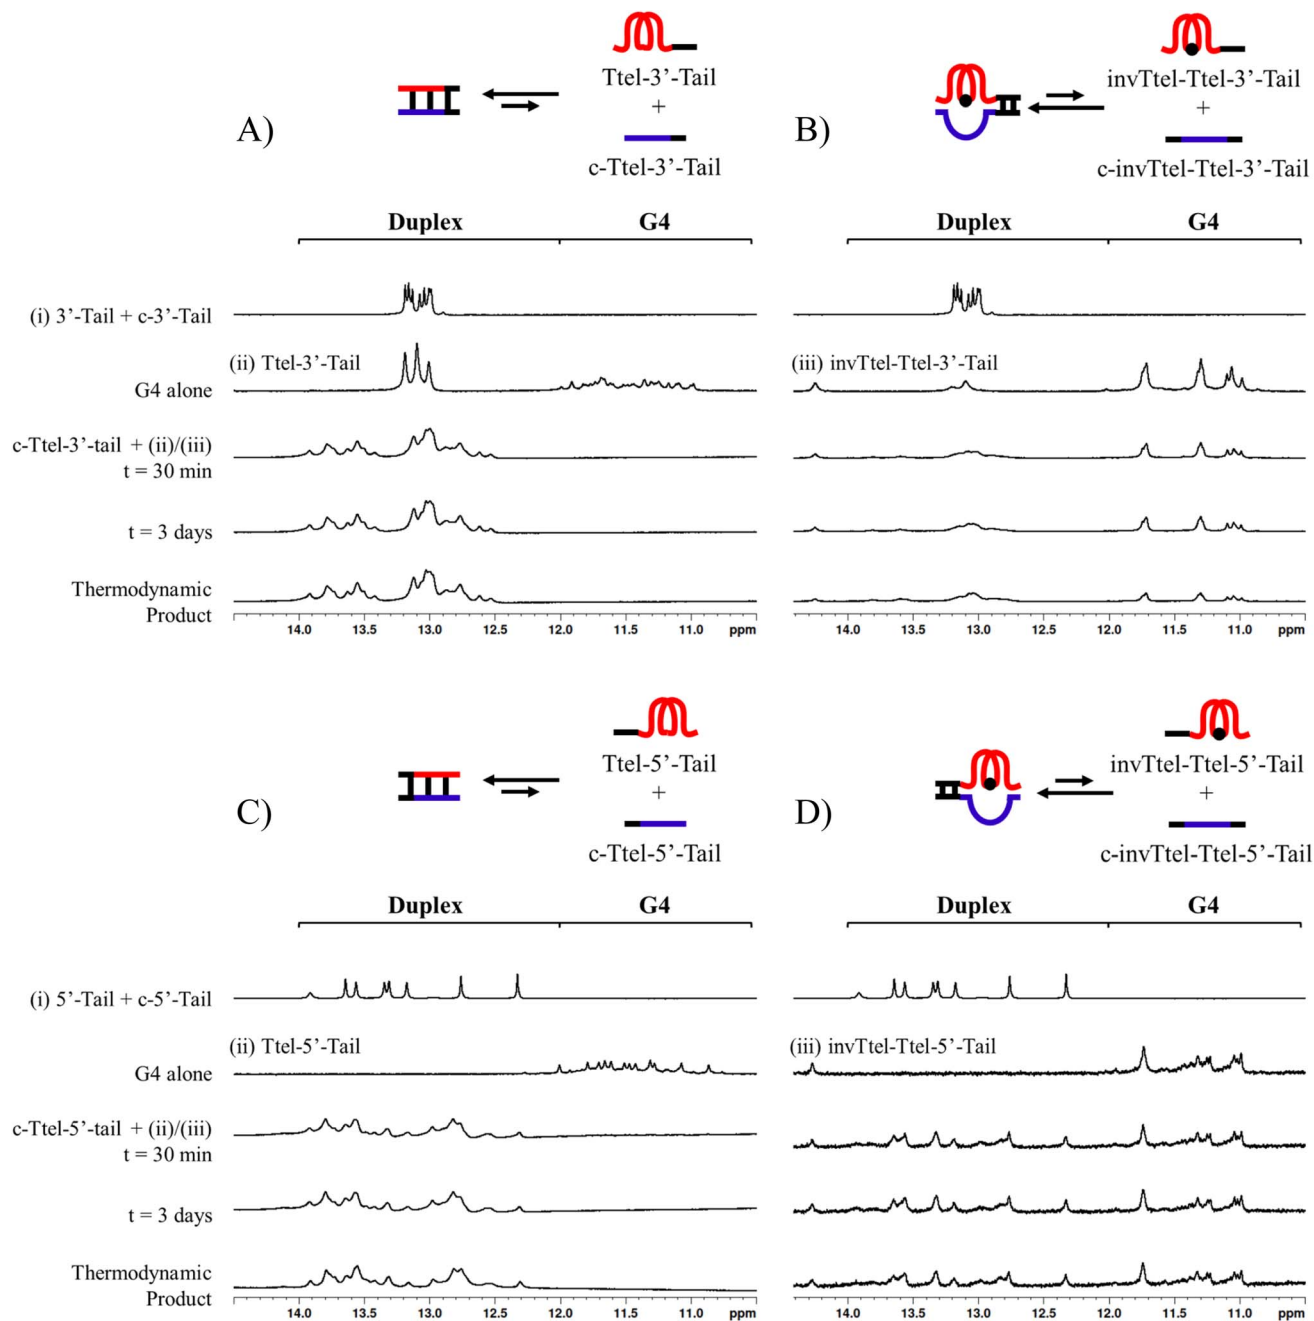 A)
Ttel-3’-Tail
+
c-Ttel-3’-Tail
Duplex
G4
(i) 3’-Tail + c-3’-Tail
(ii) Ttel-3’-Tail
G4 alone
c-Ttel-3’-tail + (ii)/(iii)
t = 30 min
t = 3 days
Thermodynamic
Product
14.0 13.5 13.0 12.5 12.0 11.5 11.0 ppm
B)
invTtel-Ttel-3’-Tail
+
c-invTtel-Ttel-3’-Tail
Duplex
G4
(iii) invTtel-Ttel-3’-Tail
14.0 13.5 13.0 12.5 12.0 11.5 11.0 ppm
C)
Ttel-5’-Tail
+
c-Ttel-5’-Tail
Duplex
G4
(i) 5’-Tail + c-5’-Tail
(ii) Ttel-5’-Tail
G4 alone
c-Ttel-5’-tail + (ii)/(iii)
t = 30 min
t = 3 days
Thermodynamic
Product
14.0 13.5 13.0 12.5 12.0 11.5 11.0 ppm
D)
invTtel-Ttel-5’-Tail
+
c-invTtel-Ttel-5’-Tail
Duplex
G4
(iii) invTtel-Ttel-5’-Tail
14.0 13.5 13.0 12.5 12.0 11.5 11.0 ppm